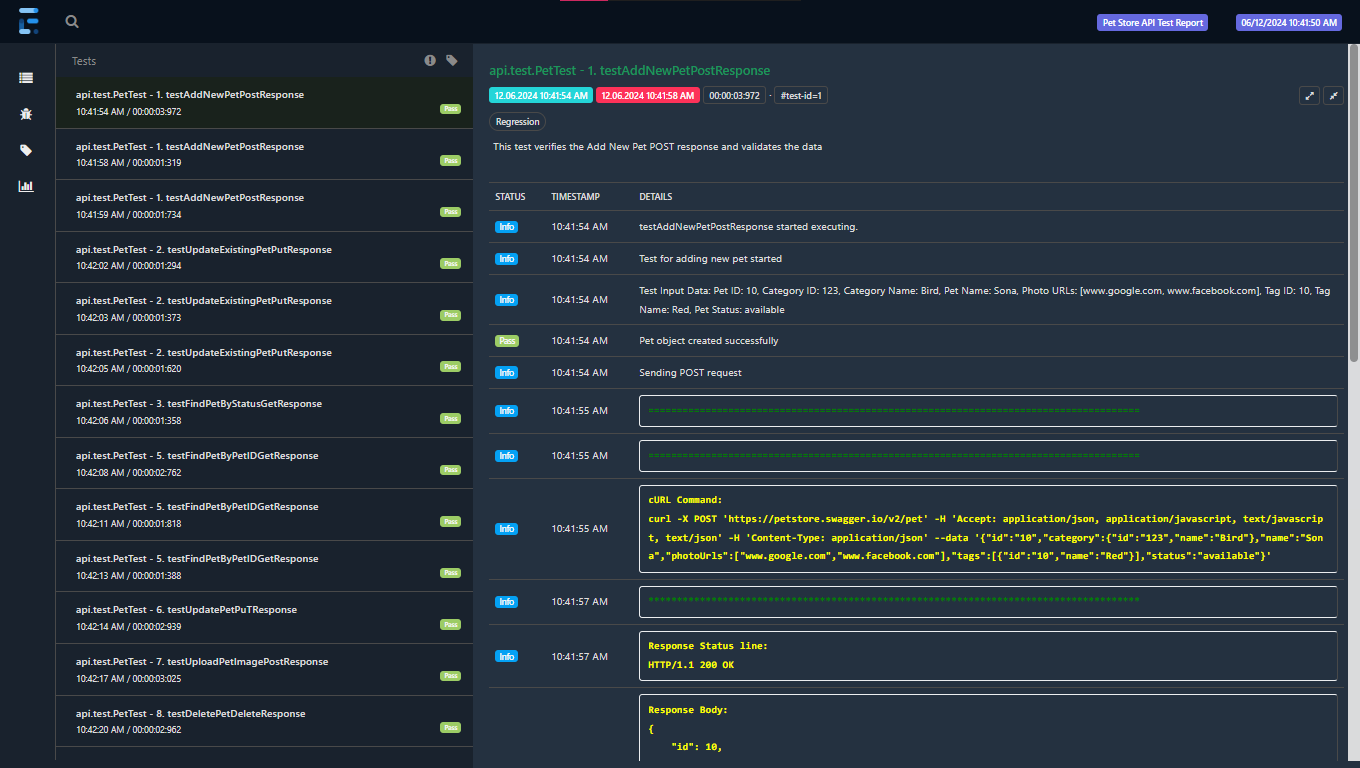 Pet Store API Test Report
06/12/2024 10:41:50 AM
Tests
api.test.PetTest - 1. testAddNewPetPostResponse
10:41:54 AM / 00:00:03:972
Pass
api.test.PetTest - 1. testAddNewPetPostResponse
10:41:58 AM / 00:00:01:319
Pass
api.test.PetTest - 1. testAddNewPetPostResponse
10:41:59 AM / 00:00:01:734
Pass
api.test.PetTest - 2. testUpdateExistingPetPutResponse
10:42:02 AM / 00:00:01:294
Pass
api.test.PetTest - 2. testUpdateExistingPetPutResponse
10:42:03 AM / 00:00:01:373
Pass
api.test.PetTest - 2. testUpdateExistingPetPutResponse
10:42:05 AM / 00:00:01:620
Pass
api.test.PetTest - 3. testFindPetByStatusGetResponse
10:42:06 AM / 00:00:01:358
Pass
api.test.PetTest - 5. testFindPetByPetIDGetResponse
10:42:08 AM / 00:00:02:762
Pass
api.test.PetTest - 5. testFindPetByPetIDGetResponse
10:42:11 AM / 00:00:01:818
Pass
api.test.PetTest - 5. testFindPetByPetIDGetResponse
10:42:13 AM / 00:00:01:388
Pass
api.test.PetTest - 6. testUpdatePetPuTResponse
10:42:14 AM / 00:00:02:939
Pass
api.test.PetTest - 7. testUploadPetImagePostResponse
10:42:17 AM / 00:00:03:025
Pass
api.test.PetTest - 8. testDeletePetDeleteResponse
10:42:20 AM / 00:00:02:962
Pass
api.test.PetTest - 1. testAddNewPetPostResponse
12.06.2024 10:41:54 AM 12.06.2024 10:41:58 AM 00:00:03:972 · #test-id=1
Regression
This test verifies the Add New Pet POST response and validates the data
STATUS TIMESTAMP DETAILS
Info 10:41:54 AM testAddNewPetPostResponse started executing.
Info 10:41:54 AM Test for adding new pet started
Info 10:41:54 AM Test Input Data: Pet ID: 10, Category ID: 123, Category Name: Bird, Pet Name: Sona, Photo URLs: [www.google.com, www.facebook.com], Tag ID: 10, Tag
Name: Red, Pet Status: available
Pass 10:41:54 AM Pet object created successfully
Info 10:41:54 AM Sending POST request
Info 10:41:55 AM ======================================================================================
Info 10:41:55 AM ======================================================================================
Info 10:41:55 AM cURL Command:
curl -X POST 'https://petstore.swagger.io/v2/pet' -H 'Accept: application/json, application/javascript, text/javascrip
t, text/json' -H 'Content-Type: application/json' --data '{"id":"10","category":{"id":"123","name":"Bird"},"name":"Son
a","photoUrls":["www.google.com","www.facebook.com"],"tags":[{"id":"10","name":"Red"}],"status":"available"}'
Info 10:41:57 AM **************************************************************************************
Info 10:41:57 AM Response Status line:
HTTP/1.1 200 OK
Response Body:
{
"id": 10,